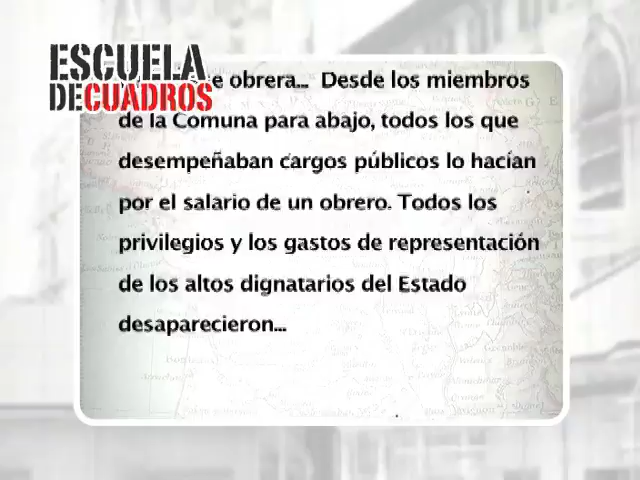 ESCUELA
DECUADROS
e obrera... Desde los miembros
de la Comuna para abajo, todos los que
desempeñaban cargos públicos lo hacían
por el salario de un obrero. Todos los
privilegios y los gastos de representación
de los altos dignatarios del Estado
desaparecieron...